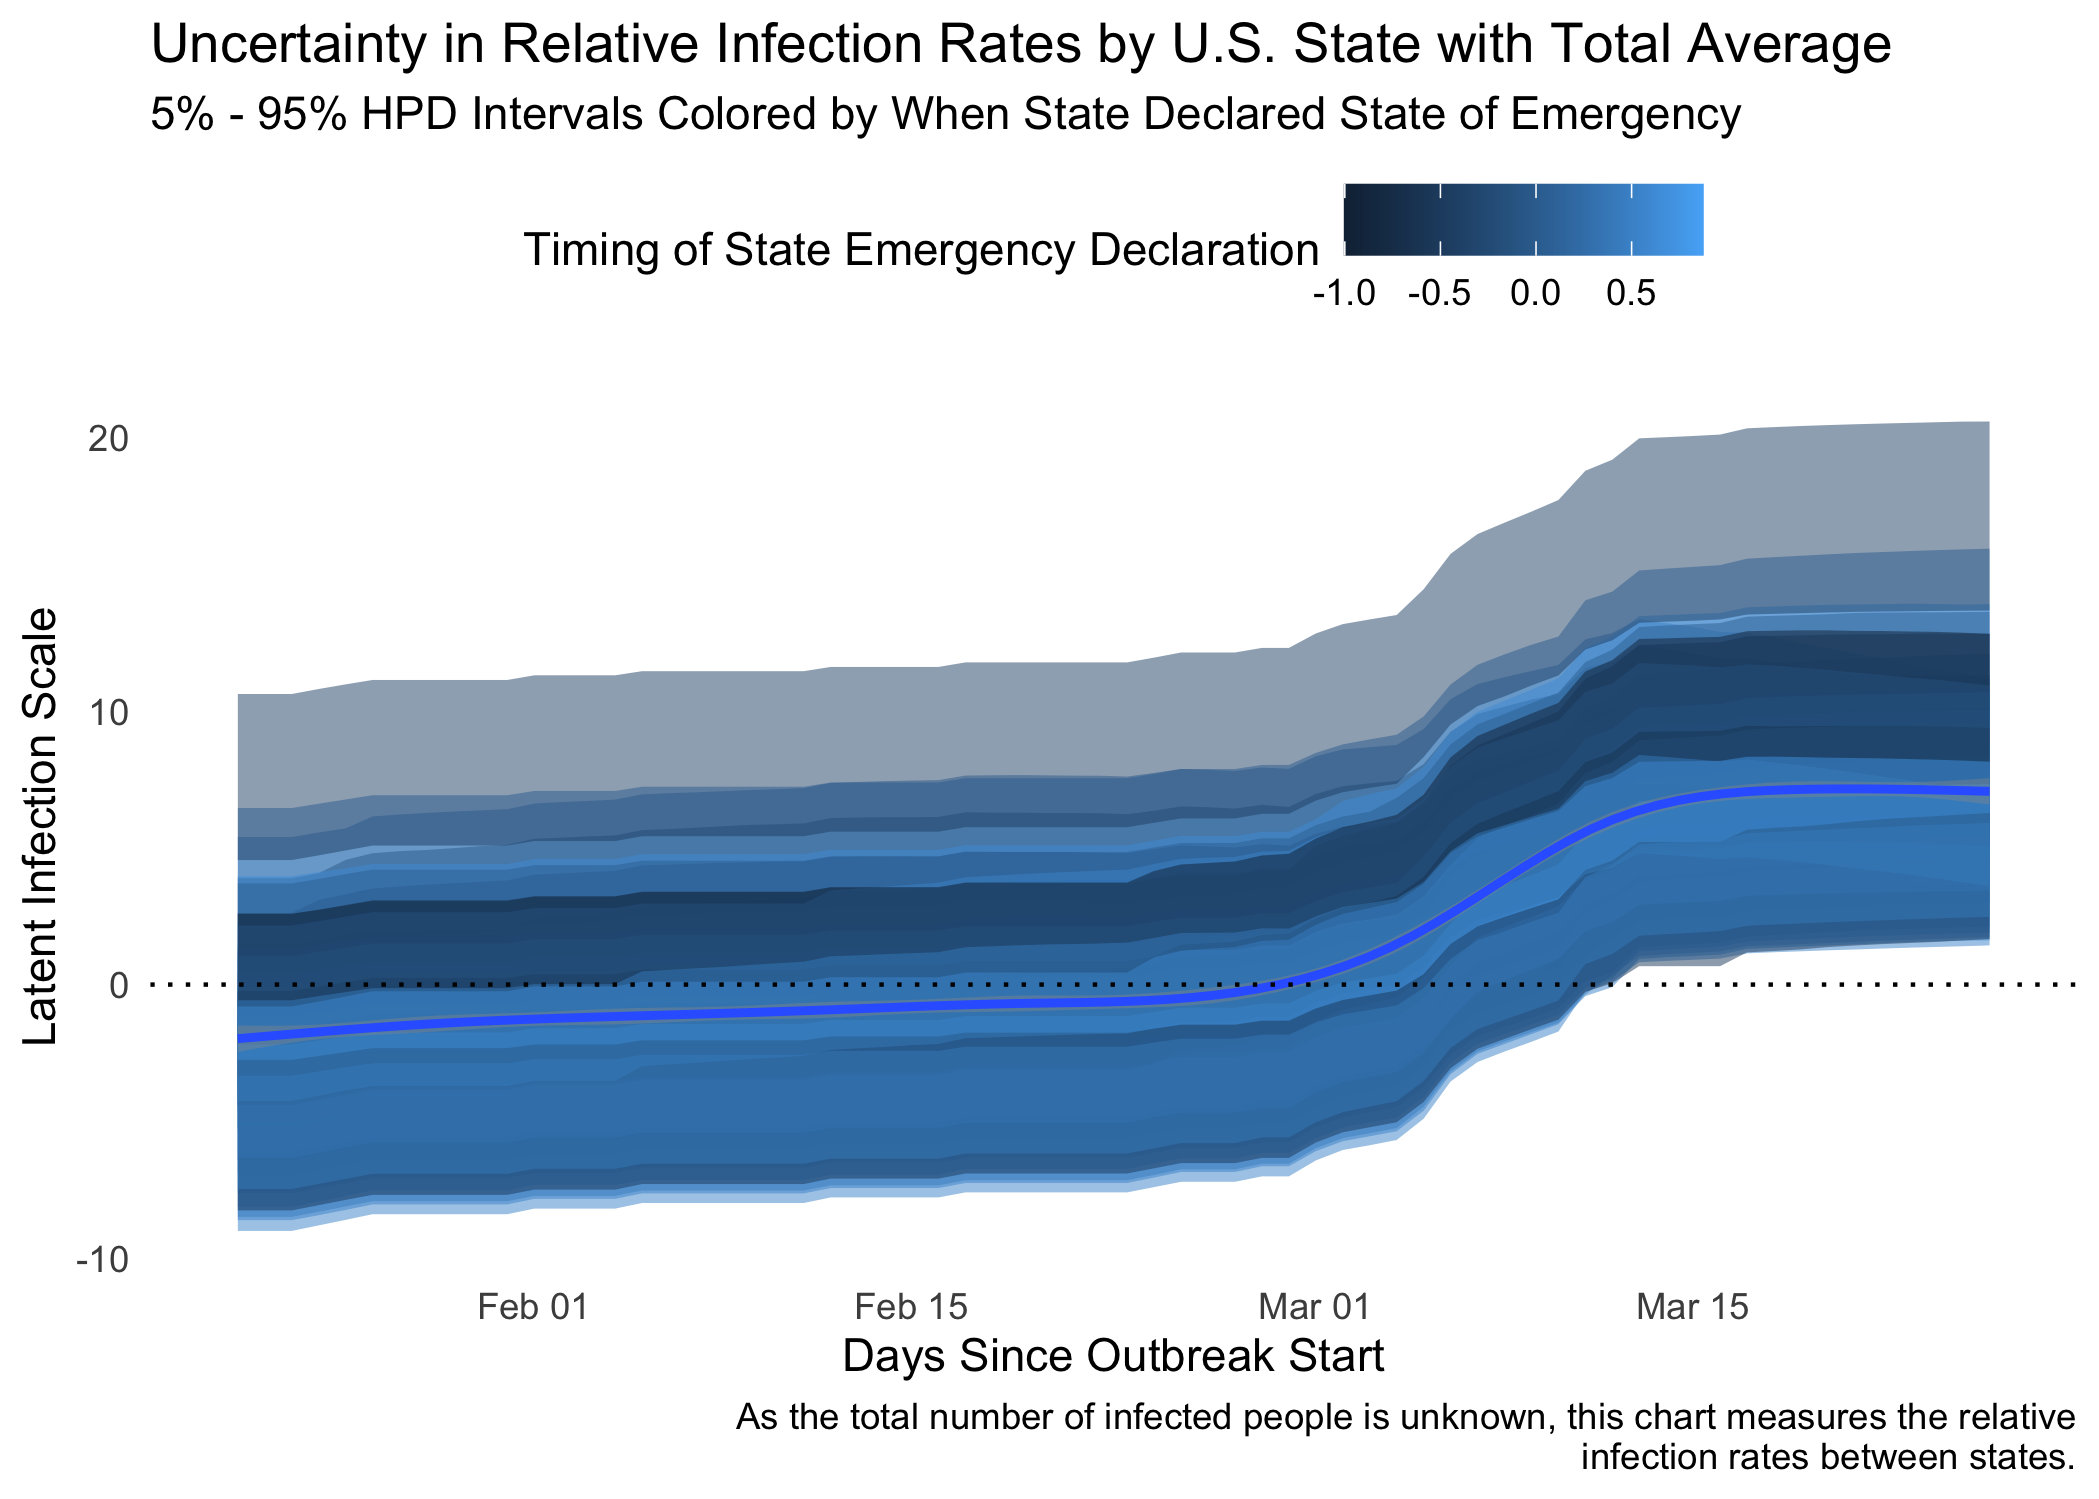 Uncertainty in Relative Infection Rates by U.S. State with Total Average
5% - 95% HPD Intervals Colored by When State Declared State of Emergency
Timing of State Emergency Declaration
-1.0 -0.5 0.0 0.5
Latent Infection Scale
20
10
0
-10
Feb 01 Feb 15 Mar 01 Mar 15
Days Since Outbreak Start
As the total number of infected people is unknown, this chart measures the relative
infection rates between states.